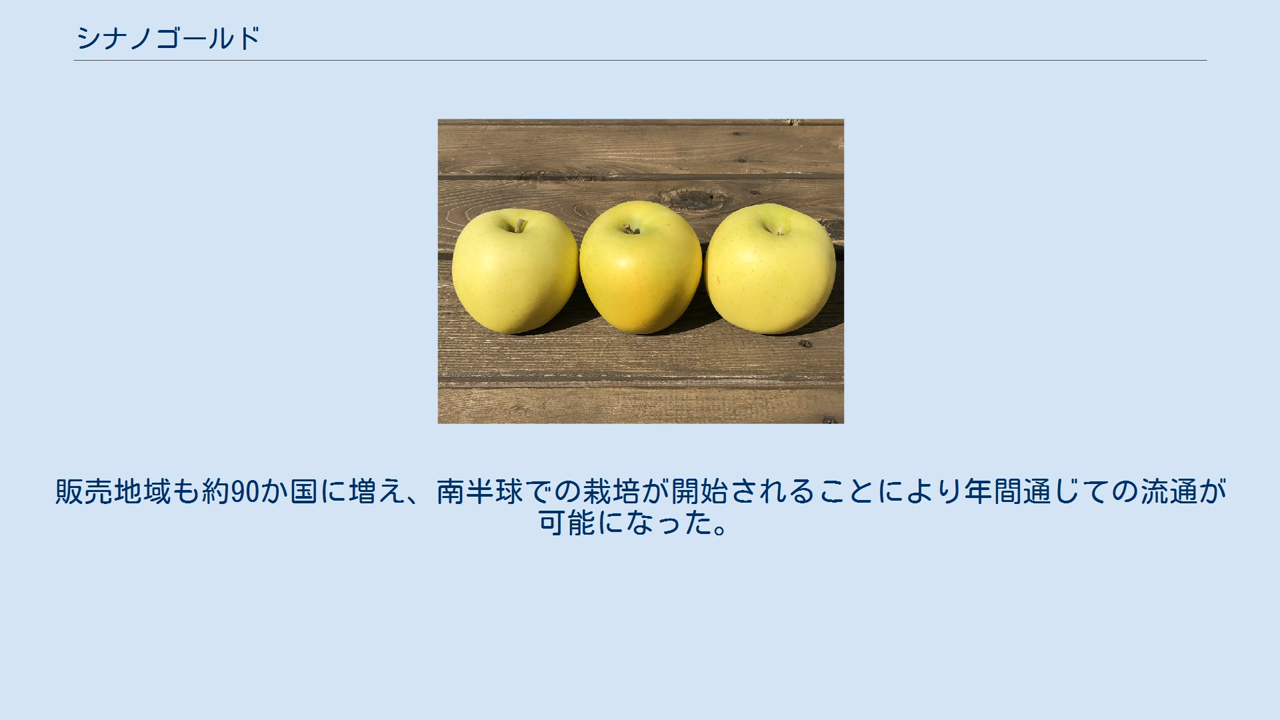 シナノゴールド
販売地域も約90か国に増え、南半球での栽培が開始されることにより年間通じての流通が
可能になった。